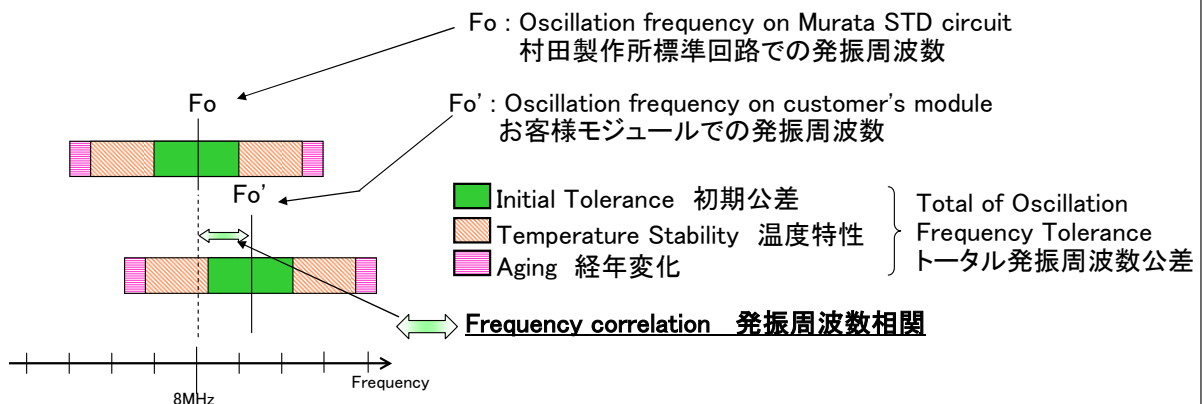 Fo : Oscillation frequency on Murata STD circuit
村田製作所標準回路での発振周波数
Fo
Fo' : Oscillation frequency on customer's module
お客様モジュールでの発振周波数
Fo'
Initial Tolerance 初期公差
Temperature Stability 温度特性
Aging 経年変化
Total of Oscillation
Frequency Tolerance
トータル発振周波数公差
Frequency correlation 発振周波数相関
Frequency
8MHz